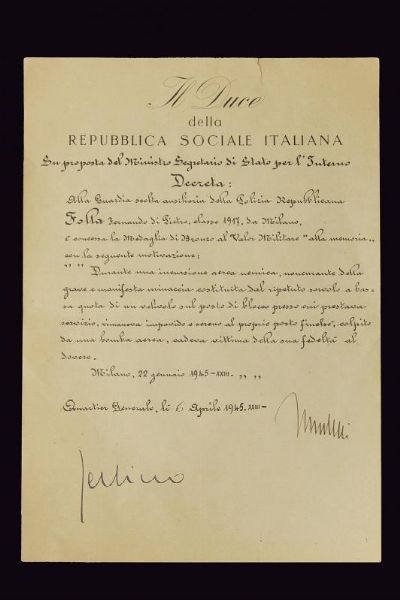 Il Duce
della
REPUBBLICA SOCIALE ITALIANA
Su proposta del Ministro Segretario di Stato per l'Interno
Decreta:
Alla Guardia scelta ausiliaria della Polizia Repubblicana
Folla Fernando di Pietro, classe 1917, da Milano,
è concessa la Medaglia di Bronzo al Valor Militare "alla memoria"
con la seguente motivazione:
" " Durante una incursione aerea nemica, noncurante della
grave e manifesta minaccia costituita dal ripetuto sorvolo a bas-
sa quota di un velivolo sul posto di blocco presso cui prestava
servizio, rimaneva impavido e sereno al proprio posto finchè, colpito
da una bomba aerea, cadeva vittima della sua fedeltà al
dovere.
Milano, 22 gennaio 1945-XXIII. " "
Quartier Generale, li 6 Aprile 1945. XXIII-